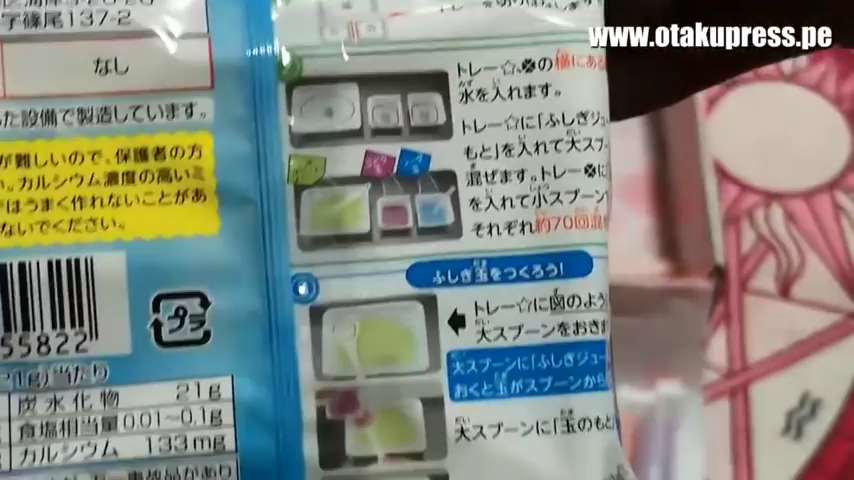 www.otakupress.pe
字篠尾137-2
なし
た設備で製造しています。
が難しいので、保護者の方
い。カルシウム濃度の高いミ
ではうまく作れないことがあ
ないでください。
55822
プラ
当たり
炭水化物 21g
食塩相当量 0.01~0.1g
カルシウム 133mg
トレー☆、✤の横にある
水を入れます。
トレー☆に「ふしぎジュー
もと」を入れて大スプ
混ぜます。トレー✤に
を入れて小スプーン
それぞれ約70回混
ふしぎ玉をつくろう!
トレー☆に図のよう
大スプーンをおきま
大スプーンに「ふしぎジュー
おくと玉がスプーンから
大スプーンに「玉のもと